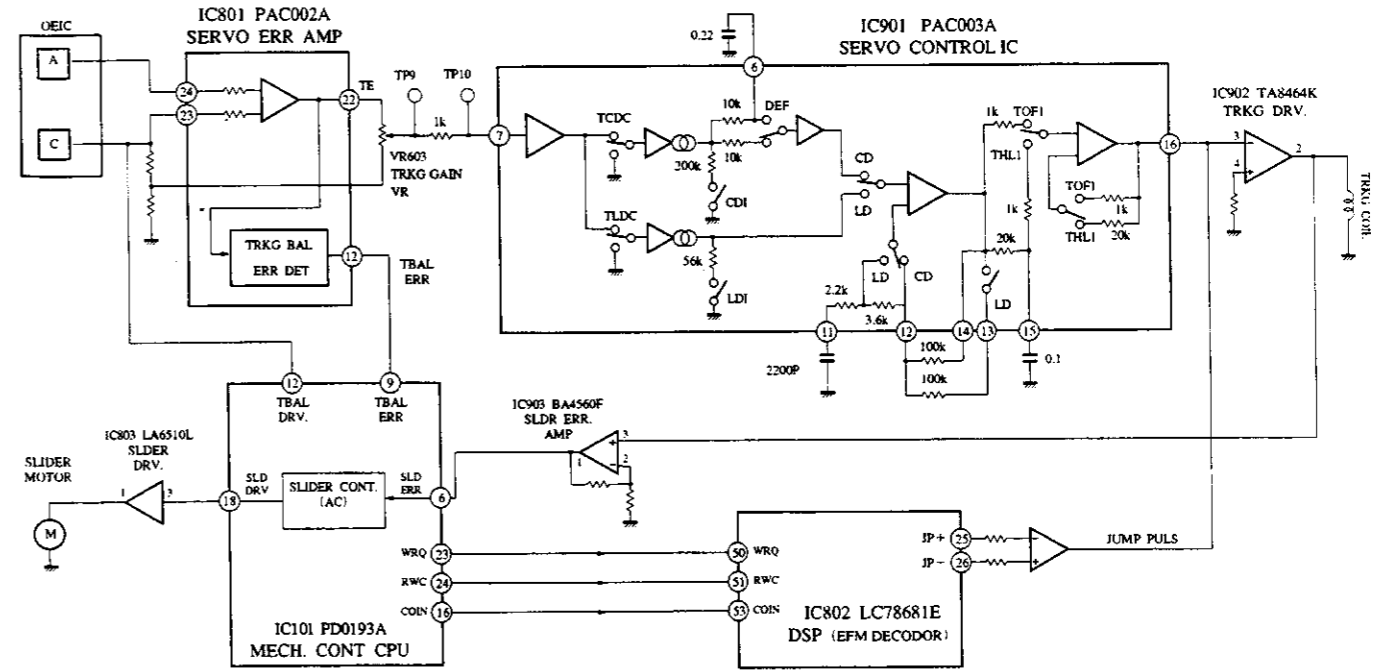 OEIC
A
C
IC801 PAC002A
SERVO ERR AMP
24
23
22
TE
TRKG BAL
ERR DET
12
TBAL
ERR
TP9
TP10
1k
VR603
TRKG GAIN
VR
IC901 PAC003A
SERVO CONTROL IC
0.22
6
7
TCDC
TLDC
200k
10k
10k
DEF
CDI
56k
LDI
CD
LD
LD
CD
2.2k
3.6k
1k
TOF1
THL1
1k
20k
LD
TOF1
1k
THL1
20k
16
11
12
14
13
15
2200P
100k
100k
0.1
IC902 TA8464K
TRKG DRV.
3
4
2
TRKG COIL
12
TBAL
DRV.
9
TBAL
ERR
IC803 LA6510L
SLDER
DRV.
SLIDER
MOTOR
M
1
3
18
SLD
DRV
SLIDER CONT.
(AC)
SLD
ERR
6
IC903 BA4560F
SLDR ERR.
AMP
1
3
2
WRQ 23
RWC 24
COIN 16
IC101 PD0193A
MECH. CONT CPU
50 WRQ
51 RWC
53 COIN
JP+ 25
JP- 26
JUMP PULS
IC802 LC78681E
DSP (EFM DECODOR)